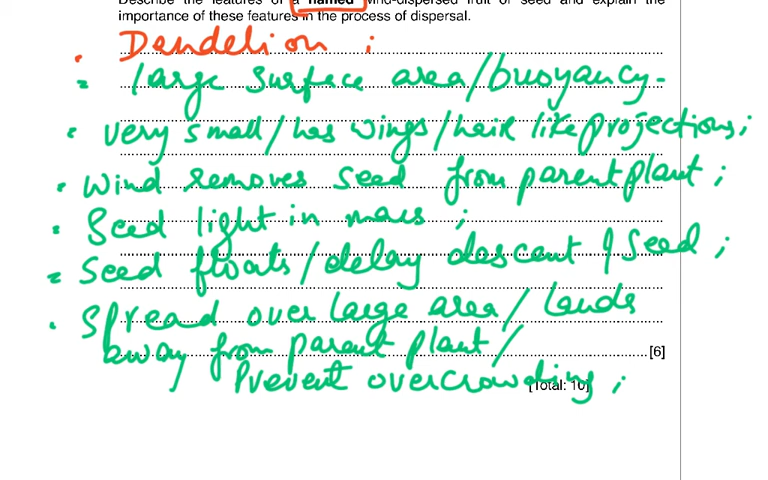 Describe the features of a named wind-dispersed fruit or seed and explain the
importance of these features in the process of dispersal.
Dandelion ;
large surface area/buoyancy-
very small/has wings/hair like projections;
Wind removes seed from parent plant ;
Seed light in mass ;
Seed floats/delay descent of Seed ;
Spread over large area/ lands
away from parent plant/
[6]
Prevent overcrowding ;
[Total: 10]